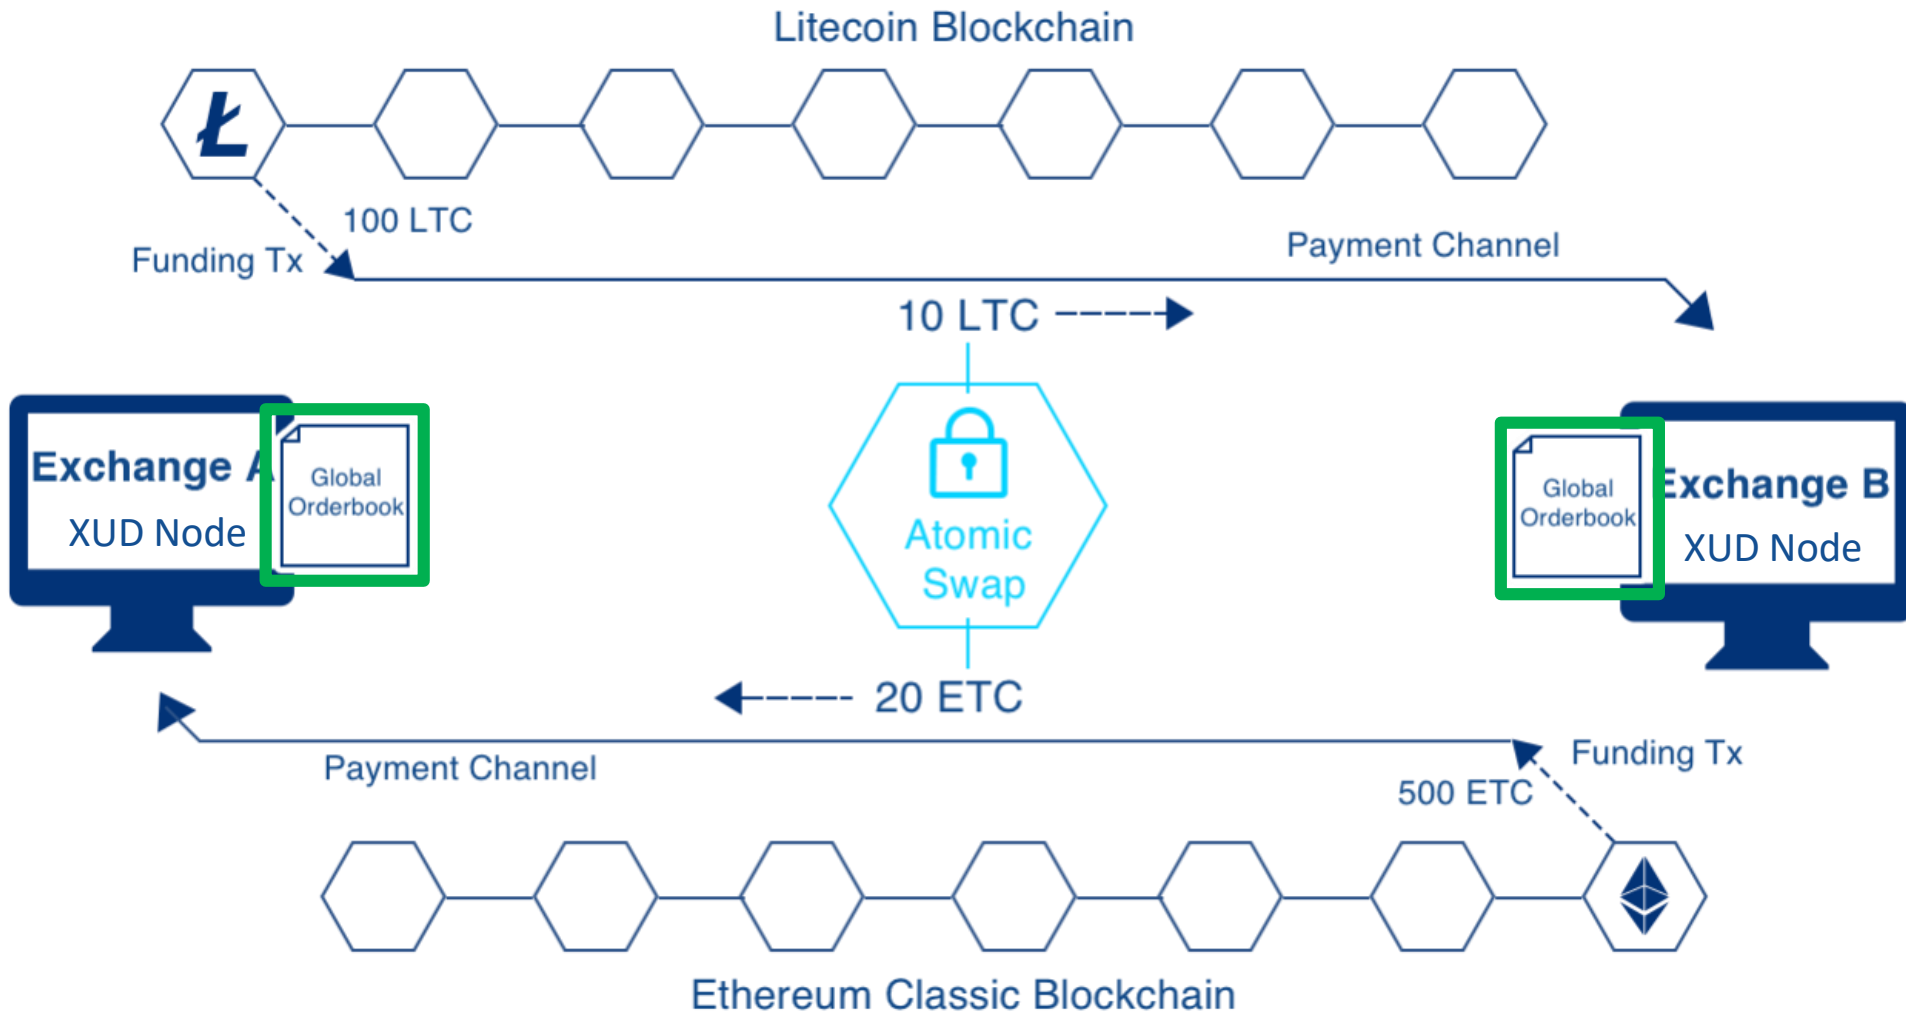 Litecoin Blockchain
100 LTC
Funding Tx
Payment Channel
10 LTC
Exchange A
XUD Node
Global
Orderbook
Atomic
Swap
Global
Orderbook
Exchange B
XUD Node
20 ETC
Payment Channel
Funding Tx
500 ETC
Ethereum Classic Blockchain